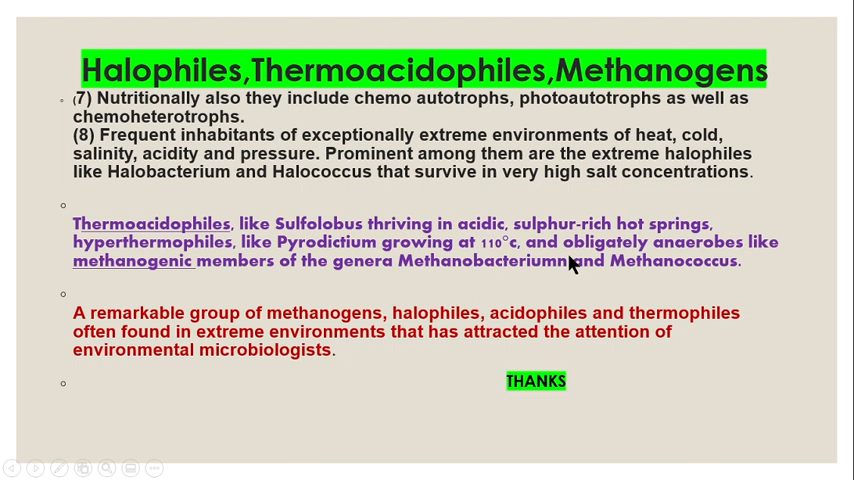 Halophiles,Thermoacidophiles,Methanogens
(7) Nutritionally also they include chemo autotrophs, photoautotrophs as well as
chemoheterotrophs.
(8) Frequent inhabitants of exceptionally extreme environments of heat, cold,
salinity, acidity and pressure. Prominent among them are the extreme halophiles
like Halobacterium and Halococcus that survive in very high salt concentrations.
Thermoacidophiles, like Sulfolobus thriving in acidic, sulphur-rich hot springs,
hyperthermophiles, like Pyrodictium growing at 110°c, and obligately anaerobes like
methanogenic members of the genera Methanobacteriumn and Methanococcus.
A remarkable group of methanogens, halophiles, acidophiles and thermophiles
often found in extreme environments that has attracted the attention of
environmental microbiologists.
THANKS